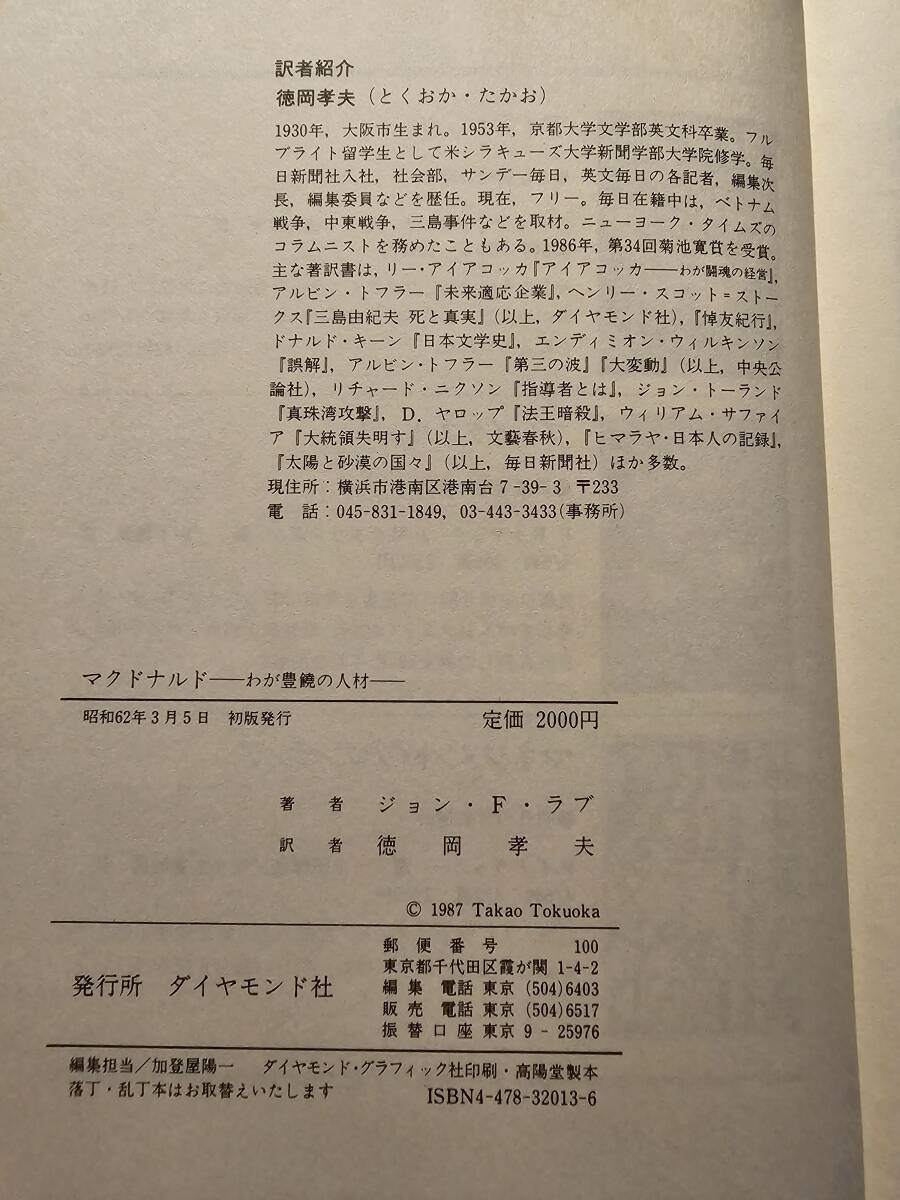 訳者紹介
徳岡孝夫(とくおか・たかお)
1930年，大阪市生まれ。1953年，京都大学文学部英文科卒業。フル
ブライト留学生として米シラキューズ大学新聞学部大学院修学。毎
日新聞社入社，社会部，サンデー毎日，英文毎日の各記者，編集次
長，編集委員などを歴任。現在，フリー。毎日在籍中は，ベトナム
戦争，中東戦争，三島事件などを取材。ニューヨーク・タイムズの
コラムニストを務めたこともある。1986年，第34回菊池寛賞を受賞。
主な著訳書は，リー・アイアコッカ『アイアコッカ――わが闘魂の経営』，
アルビン・トフラー『未来適応企業』，ヘンリー・スコット＝ストー
クス『三島由紀夫 死と真実』(以上，ダイヤモンド社)，『悼友紀行』，
ドナルド・キーン『日本文学史』，エンディミオン・ウィルキンソン
『誤解』，アルビン・トフラー『第三の波』『大変動』(以上，中央公
論社)，リチャード・ニクソン『指導者とは』，ジョン・トーランド
『真珠湾攻撃』，D．ヤロップ『法王暗殺』，ウィリアム・サファイ
ア『大統領失明す』(以上，文藝春秋)，『ヒマラヤ・日本人の記録』，
『太陽と砂漠の国々』(以上，毎日新聞社)ほか多数。
現住所：横浜市港南区港南台7-39-3 〒233
電　話：045-831-1849, 03-443-3433(事務所)
マクドナルド――わが豊饒の人材――
昭和62年3月5日　初版発行　定価 2000円
著　者　ジョン・F・ラブ
訳　者　徳　岡　孝　夫
© 1987 Takao Tokuoka
発行所　ダイヤモンド社
郵便番号　100
東京都千代田区霞が関 1-4-2
編集　電話 東京 (504)6403
販売　電話 東京 (504)6517
振替口座 東京 9-25976
編集担当／加登屋陽一　ダイヤモンド・グラフィック社印刷・高陽堂製本
落丁・乱丁本はお取替えいたします　ISBN4-478-32013-6